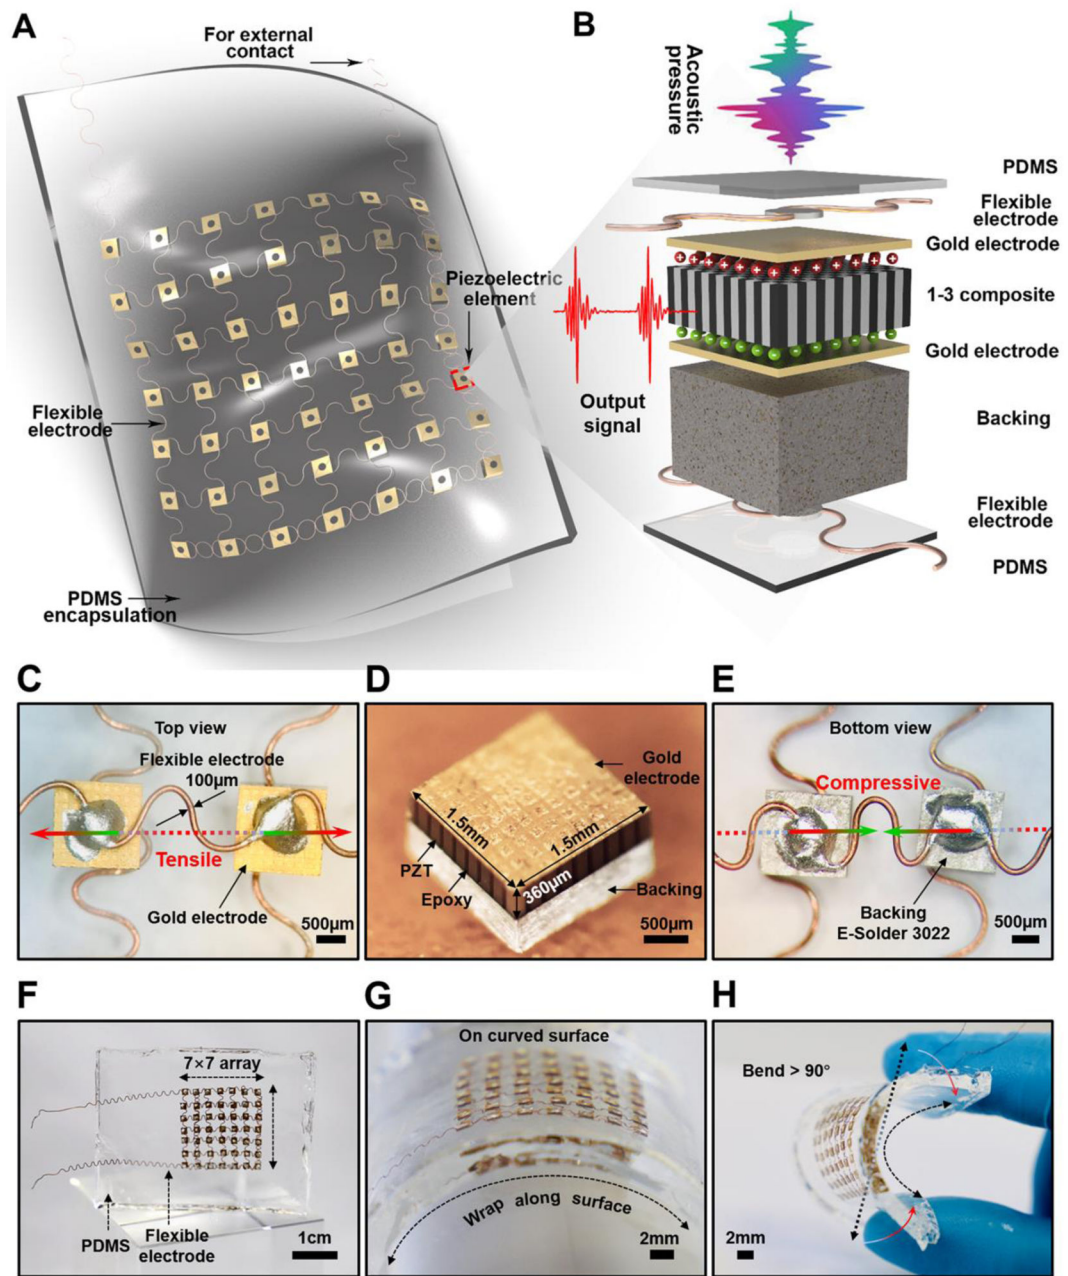 A
For external
contact
Piezoelectric
element
Flexible
electrode
PDMS
encapsulation
B
Acoustic
pressure
PDMS
Flexible
electrode
Gold electrode
1-3 composite
Gold electrode
Output
signal
Backing
Flexible
electrode
PDMS
C
Top view
Flexible electrode
100μm
Tensile
Gold electrode
500μm
D
Gold
electrode
1.5mm
1.5mm
PZT
Epoxy
360μm
Backing
500μm
E
Bottom view
Compressive
Backing
E-Solder 3022
500μm
F
7×7 array
PDMS
Flexible
electrode
1cm
G
On curved surface
Wrap along surface
2mm
H
Bend > 90°
2mm